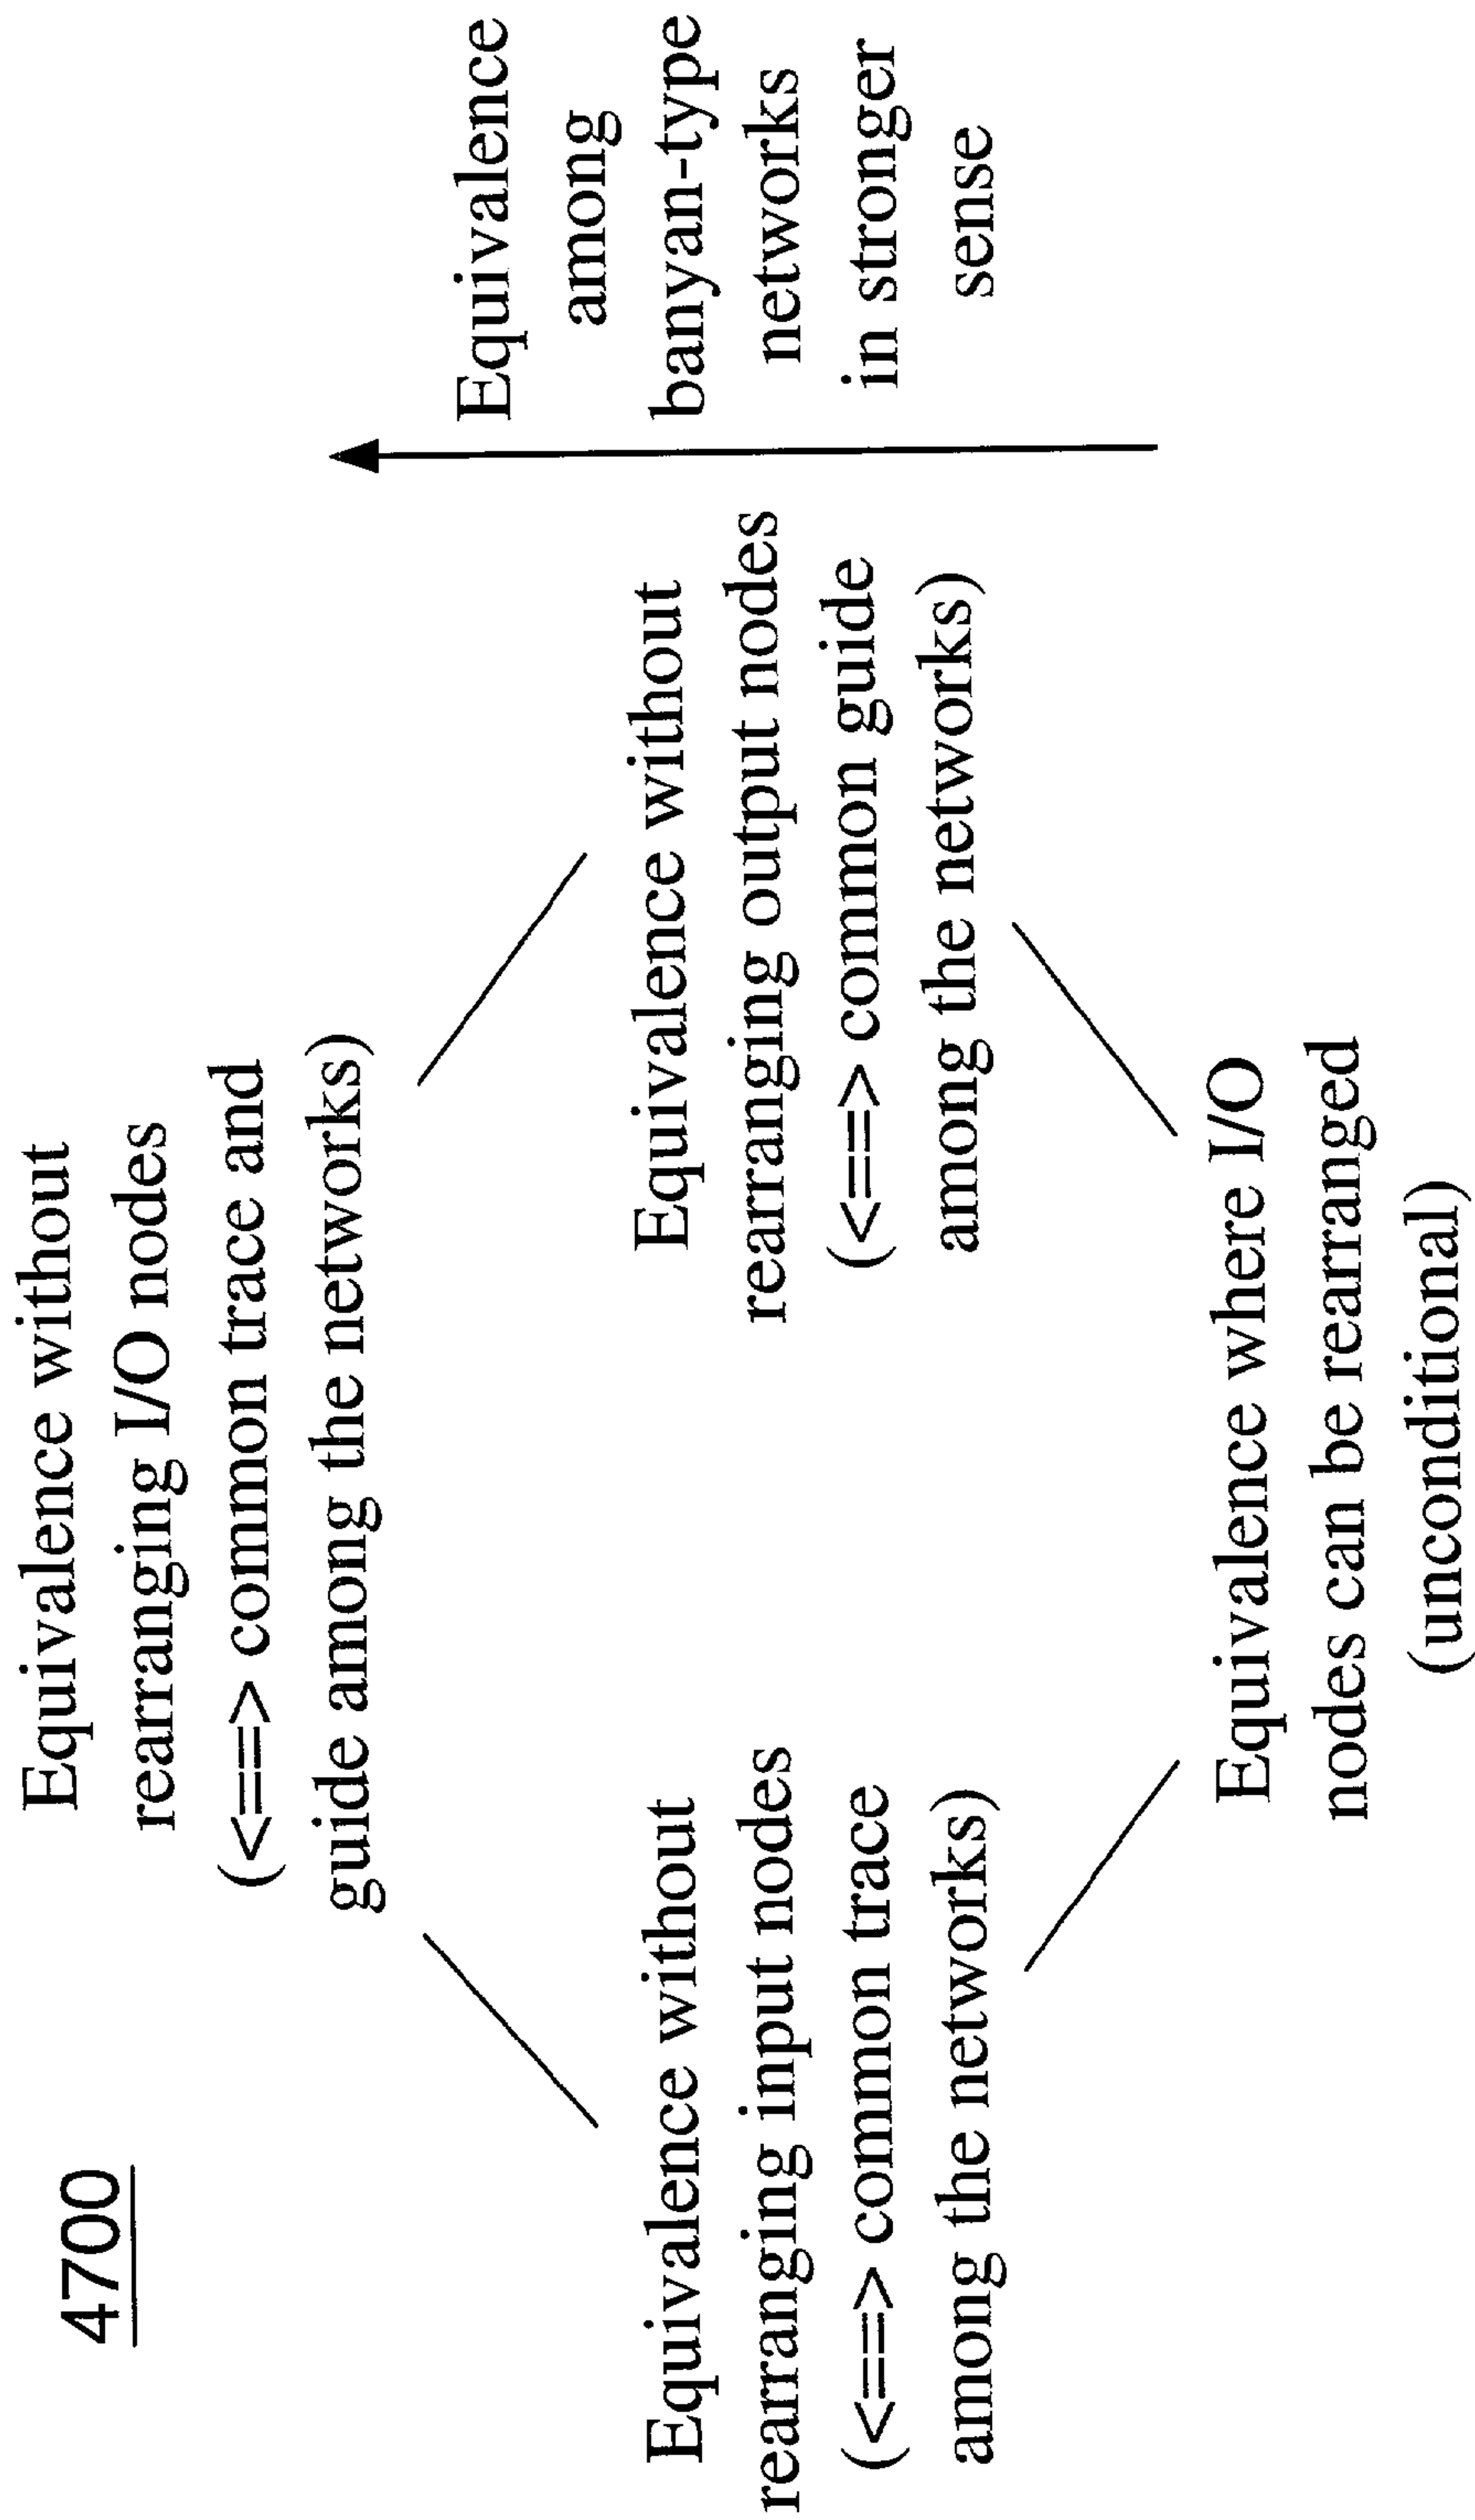 4700
Equivalence without
rearranging I/O nodes
(<==> common trace and
guide among the networks)
Equivalence without
rearranging input nodes
(<==> common trace
among the networks)
Equivalence without
rearranging output nodes
(<==> common guide
among the networks)
Equivalence where I/O
nodes can be rearranged
(unconditional)
Equivalence
among
banyan-type
networks
in stronger
sense